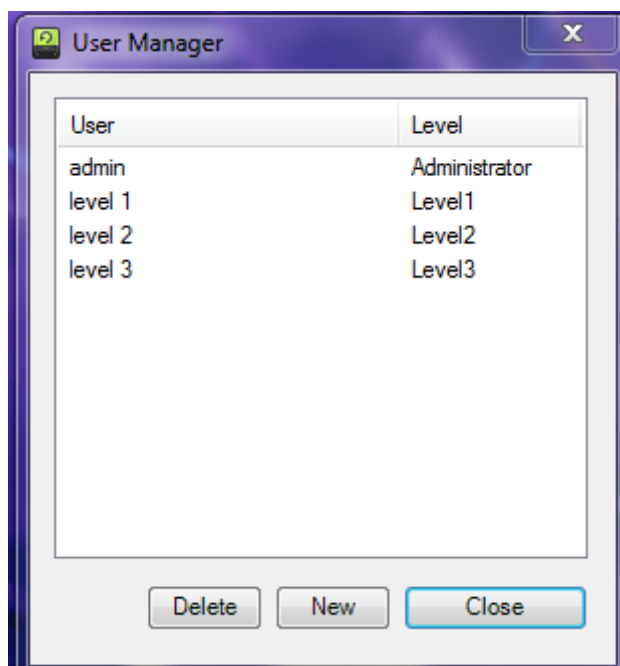 User Manager
User Level
admin Administrator
level 1 Level1
level 2 Level2
level 3 Level3
Delete New Close